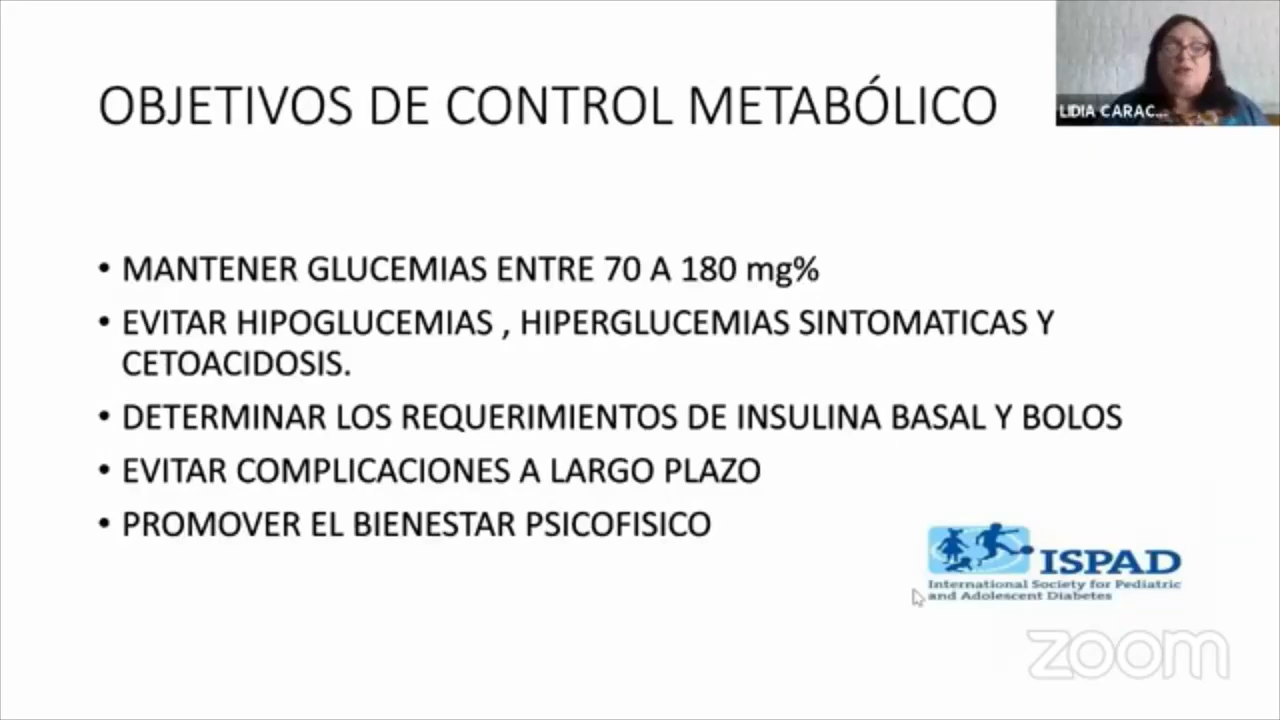 OBJETIVOS DE CONTROL METABÓLICO
LIDIA CARAC...
• MANTENER GLUCEMIAS ENTRE 70 A 180 mg%
• EVITAR HIPOGLUCEMIAS , HIPERGLUCEMIAS SINTOMATICAS Y
CETOACIDOSIS.
• DETERMINAR LOS REQUERIMIENTOS DE INSULINA BASAL Y BOLOS
• EVITAR COMPLICACIONES A LARGO PLAZO
• PROMOVER EL BIENESTAR PSICOFISICO
ISPAD
International Society for Pediatric
and Adolescent Diabetes
zoom